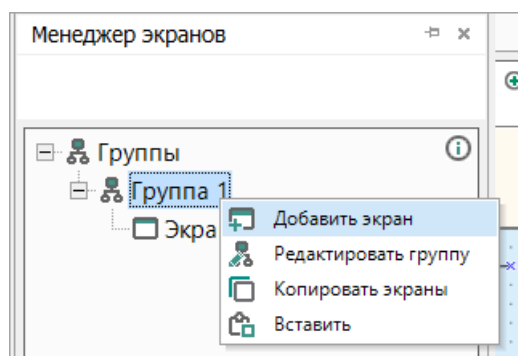 Менеджер экранов
Группы
Группа 1
Экра
Добавить экран
Редактировать группу
Копировать экраны
Вставить